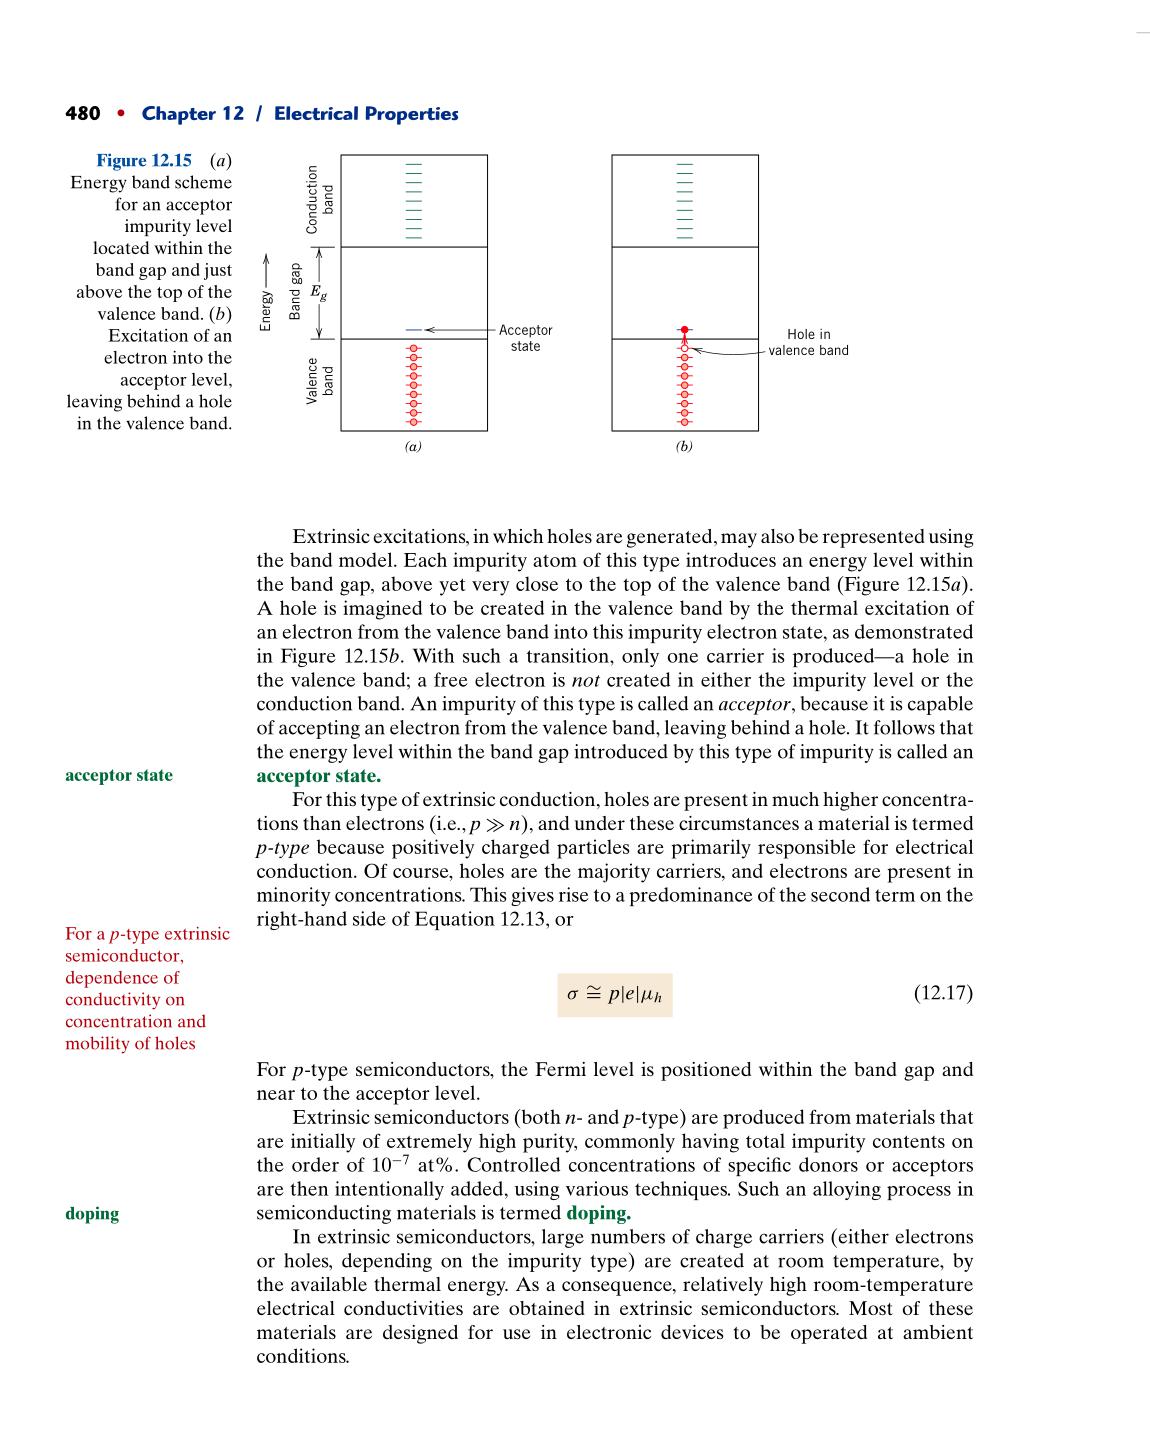 480 • Chapter 12 / Electrical Properties
Figure 12.15 (a)
Energy band scheme
for an acceptor
impurity level
located within the
band gap and just
above the top of the
valence band. (b)
Excitation of an
electron into the
acceptor level,
leaving behind a hole
in the valence band.
Energy
Conduction
band
Band gap
Eg
Valence
band
Acceptor
state
(a)
Hole in
valence band
(b)
Extrinsic excitations, in which holes are generated, may also be represented using
the band model. Each impurity atom of this type introduces an energy level within
the band gap, above yet very close to the top of the valence band (Figure 12.15a).
A hole is imagined to be created in the valence band by the thermal excitation of
an electron from the valence band into this impurity electron state, as demonstrated
in Figure 12.15b. With such a transition, only one carrier is produced—a hole in
the valence band; a free electron is not created in either the impurity level or the
conduction band. An impurity of this type is called an acceptor, because it is capable
of accepting an electron from the valence band, leaving behind a hole. It follows that
the energy level within the band gap introduced by this type of impurity is called an
acceptor state
acceptor state.
For this type of extrinsic conduction, holes are present in much higher concentra-
tions than electrons (i.e., p ≫ n), and under these circumstances a material is termed
p-type because positively charged particles are primarily responsible for electrical
conduction. Of course, holes are the majority carriers, and electrons are present in
minority concentrations. This gives rise to a predominance of the second term on the
right-hand side of Equation 12.13, or
For a p-type extrinsic
semiconductor,
dependence of
conductivity on
concentration and
mobility of holes
σ ≅ p|e|μh (12.17)
For p-type semiconductors, the Fermi level is positioned within the band gap and
near to the acceptor level.
Extrinsic semiconductors (both n- and p-type) are produced from materials that
are initially of extremely high purity, commonly having total impurity contents on
the order of 10⁻⁷ at%. Controlled concentrations of specific donors or acceptors
are then intentionally added, using various techniques. Such an alloying process in
doping
semiconducting materials is termed doping.
In extrinsic semiconductors, large numbers of charge carriers (either electrons
or holes, depending on the impurity type) are created at room temperature, by
the available thermal energy. As a consequence, relatively high room-temperature
electrical conductivities are obtained in extrinsic semiconductors. Most of these
materials are designed for use in electronic devices to be operated at ambient
conditions.